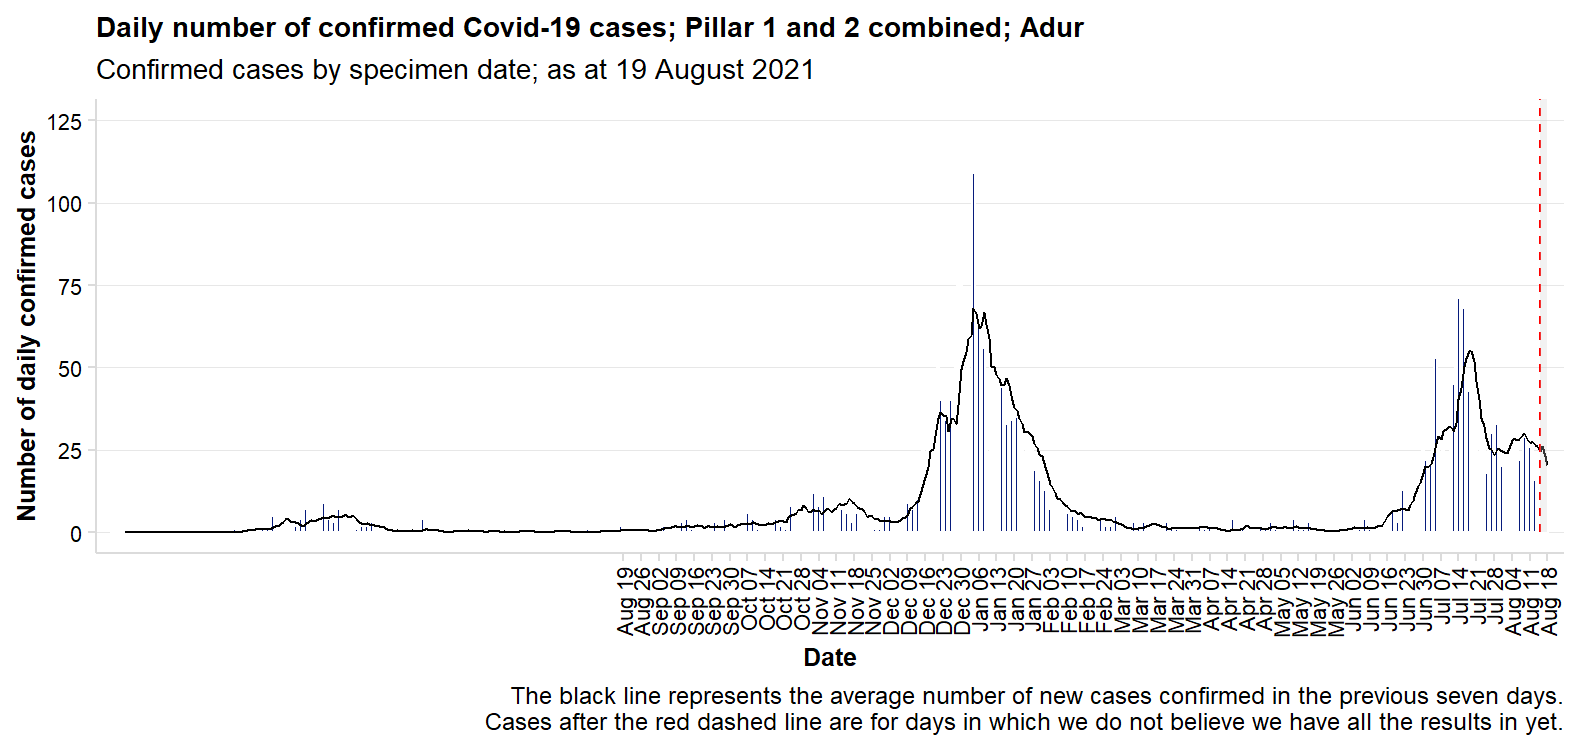 Daily number of confirmed Covid-19 cases; Pillar 1 and 2 combined; Adur
Confirmed cases by specimen date; as at 19 August 2021
Number of daily confirmed cases
125
100
75
50
25
0
Aug 19
Aug 26
Sep 02
Sep 09
Sep 16
Sep 23
Sep 30
Oct 07
Oct 14
Oct 21
Oct 28
Nov 04
Nov 11
Nov 18
Nov 25
Dec 02
Dec 09
Dec 16
Dec 23
Dec 30
Jan 06
Jan 13
Jan 20
Jan 27
Feb 03
Feb 10
Feb 17
Feb 24
Mar 03
Mar 10
Mar 17
Mar 24
Mar 31
Apr 07
Apr 14
Apr 21
Apr 28
May 05
May 12
May 19
May 26
Jun 02
Jun 09
Jun 16
Jun 23
Jun 30
Jul 07
Jul 14
Jul 21
Jul 28
Aug 04
Aug 11
Aug 18
Date
The black line represents the average number of new cases confirmed in the previous seven days.
Cases after the red dashed line are for days in which we do not believe we have all the results in yet.